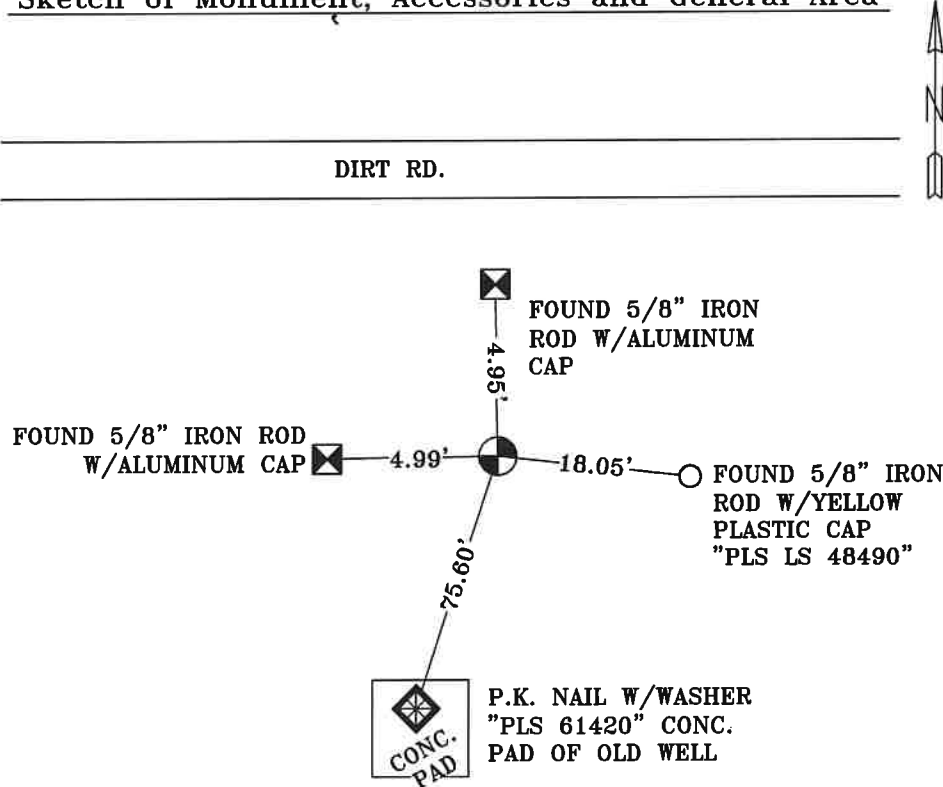 Sketch of Monument, Accessories and General Area
N
DIRT RD.
FOUND 5/8" IRON
ROD W/ALUMINUM
CAP
4.95'
FOUND 5/8" IRON ROD
W/ALUMINUM CAP
4.99'
18.05'
FOUND 5/8" IRON
ROD W/YELLOW
PLASTIC CAP
"PLS LS 48490"
75.60'
P.K. NAIL W/WASHER
"PLS 61420" CONC.
PAD OF OLD WELL
CONC.
PAD